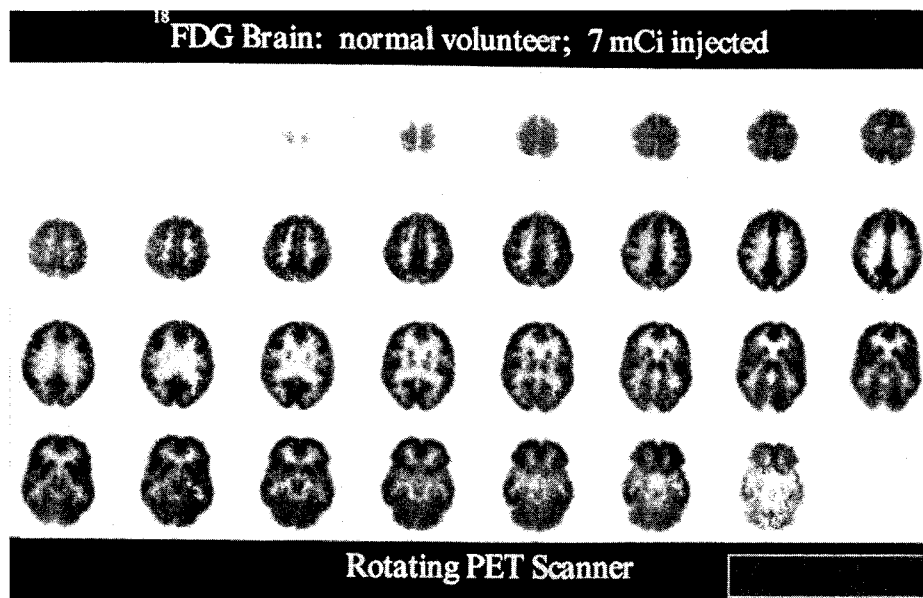 ¹⁸FDG Brain: normal volunteer; 7 mCi injected
Rotating PET Scanner